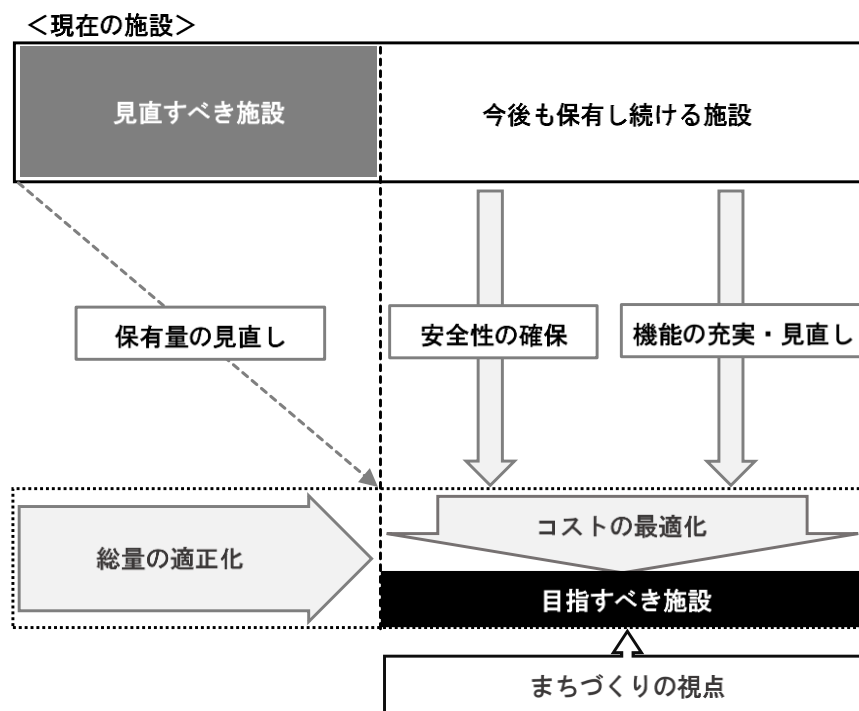 ＜現在の施設＞
見直すべき施設
今後も保有し続ける施設
保有量の見直し
安全性の確保
機能の充実・見直し
総量の適正化
コストの最適化
目指すべき施設
まちづくりの視点